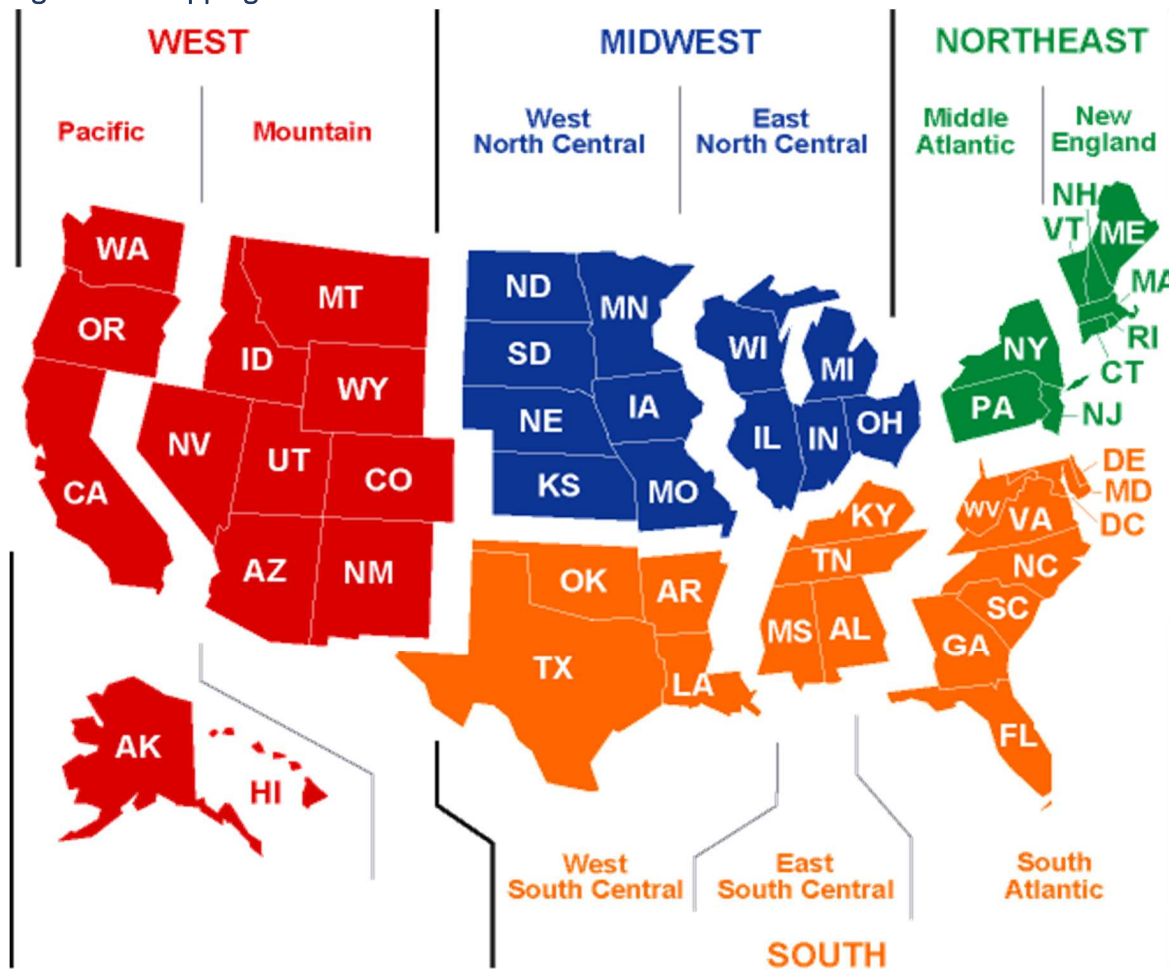 WEST
MIDWEST
NORTHEAST
Pacific
Mountain
West
North Central
East
North Central
Middle
Atlantic
New
England
WA
OR
CA
NV
ID
MT
WY
UT
CO
AZ
NM
AK
HI
ND
SD
NE
KS
MN
IA
MO
WI
MI
IL
IN
OH
NH
VT
ME
MA
RI
CT
NY
PA
NJ
OK
TX
AR
LA
KY
TN
MS
AL
DE
MD
DC
WV
VA
NC
SC
GA
FL
West
South Central
East
South Central
South
Atlantic
SOUTH